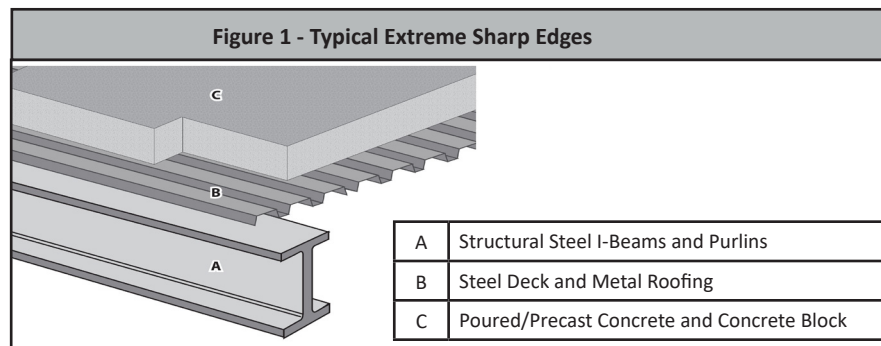 Figure 1 - Typical Extreme Sharp Edges
C
B
A
A Structural Steel I-Beams and Purlins
B Steel Deck and Metal Roofing
C Poured/Precast Concrete and Concrete Block